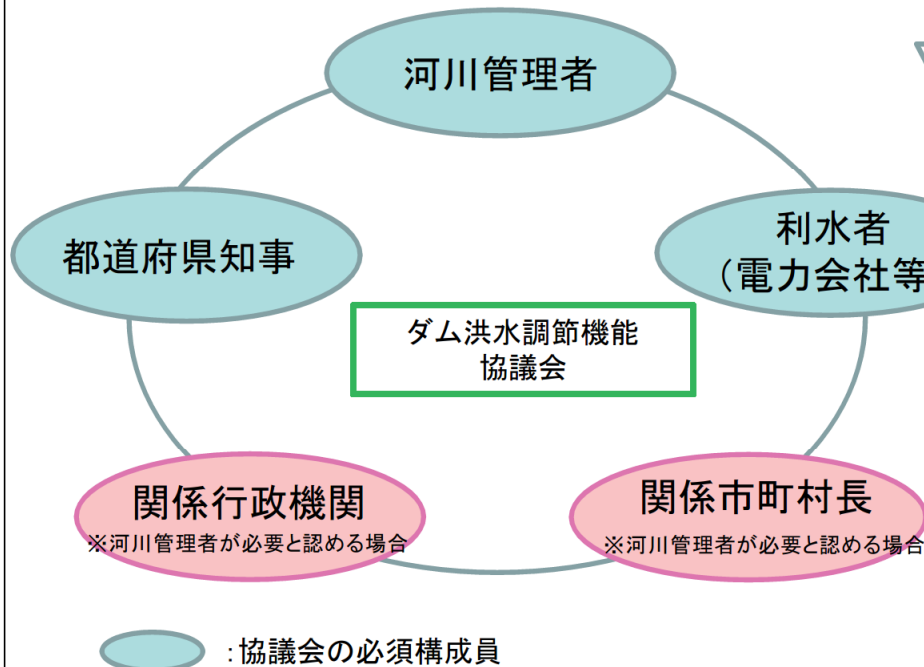 河川管理者
都道府県知事
利水者
（電力会社等
ダム洪水調節機能
協議会
関係行政機関
※河川管理者が必要と認める場合
関係市町村長
※河川管理者が必要と認める場合
：協議会の必須構成員